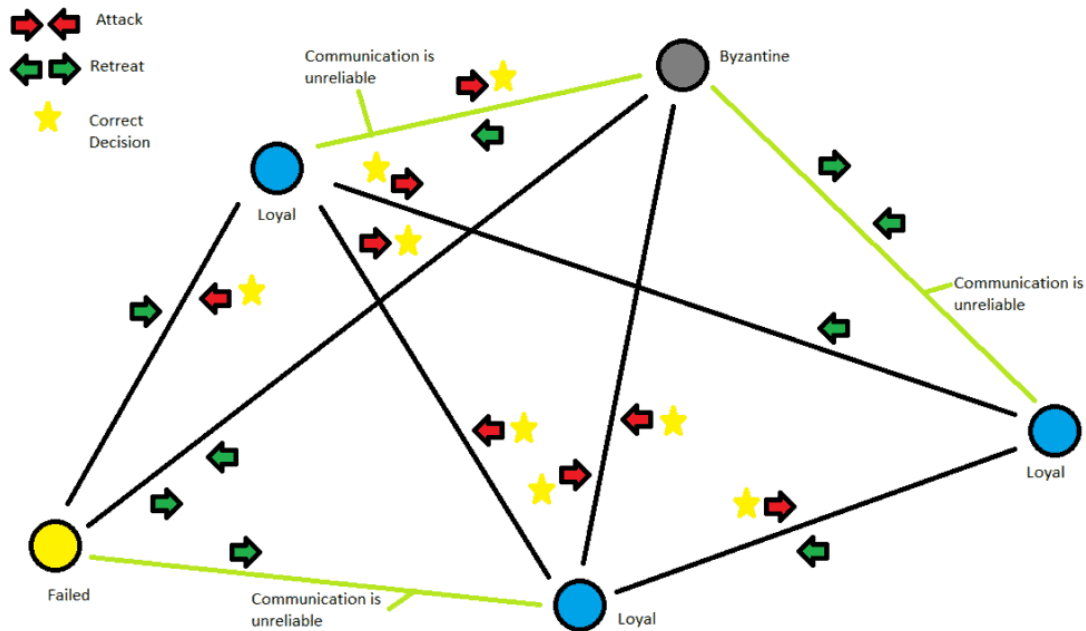 Attack
Retreat
Correct
Decision
Communication is
unreliable
Byzantine
Loyal
Communication is
unreliable
Loyal
Failed
Communication is
unreliable
Loyal